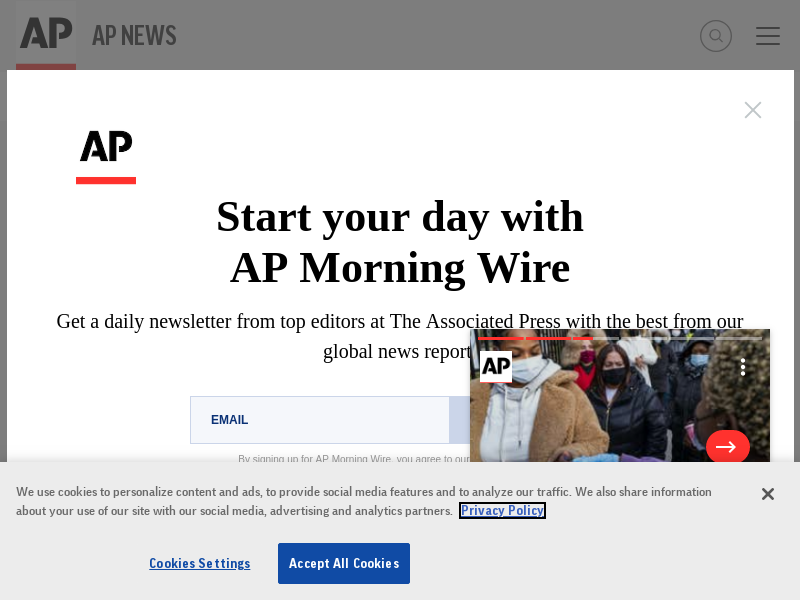 AP
AP NEWS
AP
Start your day with
AP Morning Wire
Get a daily newsletter from top editors at The Associated Press with the best from our
global news report
AP
EMAIL
By signing up for AP Morning Wire, you agree to our
We use cookies to personalize content and ads, to provide social media features and to analyze our traffic. We also share information
about your use of our site with our social media, advertising and analytics partners. Privacy Policy
Cookies Settings
Accept All Cookies